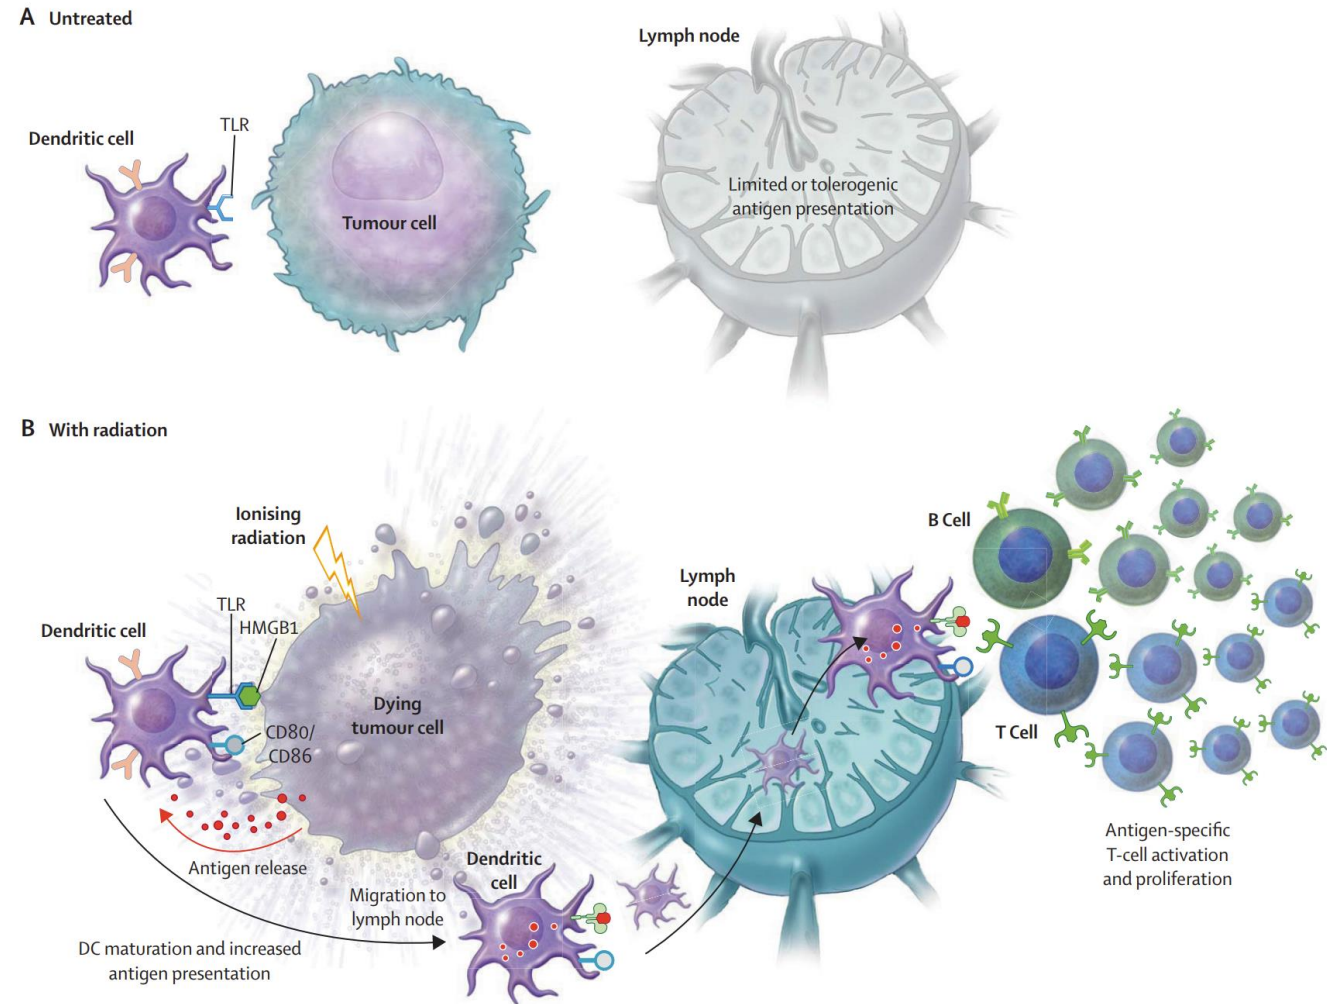 A Untreated
Lymph node
TLR
Dendritic cell
Tumour cell
Limited or tolerogenic
antigen presentation
B With radiation
Ionising
radiation
TLR
HMGB1
Dendritic cell
Dying
tumour cell
CD80/
CD86
Antigen release
DC maturation and increased
antigen presentation
Dendritic
cell
Migration to
lymph node
Lymph
node
B Cell
T Cell
Antigen-specific
T-cell activation
and proliferation